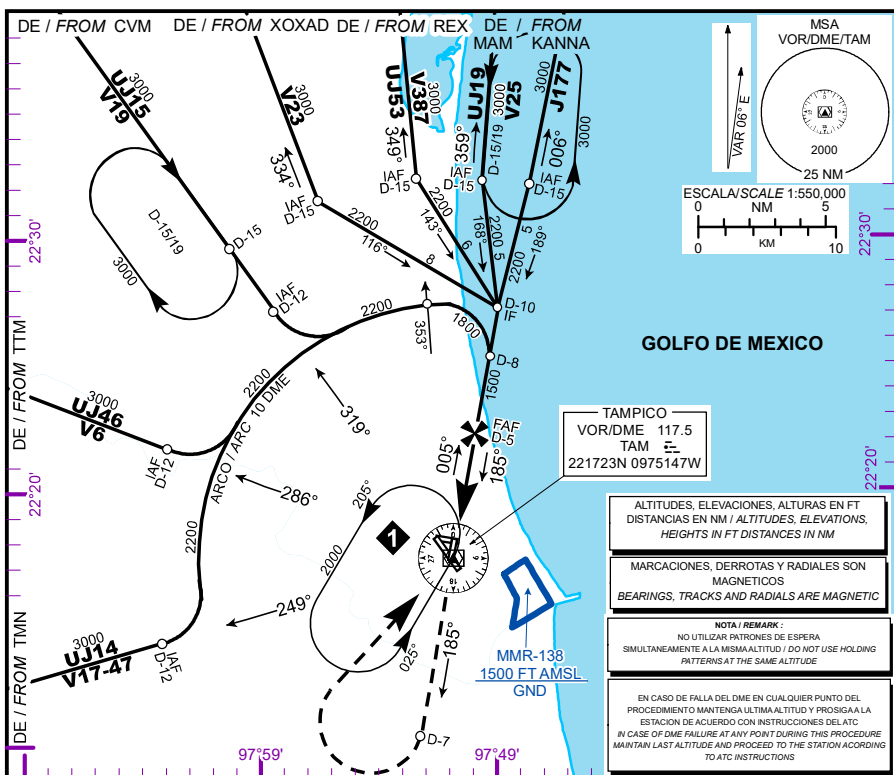 DE / FROM CVM
DE / FROM XOXAD
DE / FROM REX
DE / FROM
MAM KANNA
3000
UJ15
V19
3000
V23
3000
V387
UJ53
3000
UJ19
V25
3000
J177
3000
334°
349°
359°
006°
D-15/19
IAF
D-15
IAF
D-15
IAF
D-15
IAF
D-15
MSA
VOR/DME/TAM
2000
25 NM
VAR 06° E
ESCALA/SCALE 1:550,000
0 NM 5
0 KM 10
22°30'
D-15/19
3000
D-15
IAF
D-12
2200
116°
8
2200
143°
6
2200
168°
5
5
2200
189°
D-10
IF
2200
1800
353°
D-8
1500
GOLFO DE MEXICO
DE / FROM TTM
3000
UJ46
V6
IAF
D-12
2200
ARCO / ARC 10 DME
319°
286°
249°
2200
FAF
D-5
005°
185°
TAMPICO
VOR/DME 117.5
TAM
221723N 0975147W
22°20'
205°
2000
1
025°
0
9
18
27
185°
D-7
MMR-138
1500 FT AMSL
GND
DE / FROM TMN
3000
UJ14
V17-47
IAF
D-12
97°59'
97°49'
ALTITUDES, ELEVACIONES, ALTURAS EN FT
DISTANCIAS EN NM / ALTITUDES, ELEVATIONS,
HEIGHTS IN FT DISTANCES IN NM
MARCACIONES, DERROTAS Y RADIALES SON
MAGNETICOS
BEARINGS, TRACKS AND RADIALS ARE MAGNETIC
NOTA / REMARK :
NO UTILIZAR PATRONES DE ESPERA
SIMULTANEAMENTE A LA MISMA ALTITUD / DO NOT USE HOLDING
PATTERNS AT THE SAME ALTITUDE
EN CASO DE FALLA DEL DME EN CUALQUIER PUNTO DEL
PROCEDIMIENTO MANTENGA ULTIMA ALTITUD Y PROSIGA A LA
ESTACION DE ACUERDO CON INSTRUCCIONES DEL ATC
IN CASE OF DME FAILURE AT ANY POINT DURING THIS PROCEDURE
MAINTAIN LAST ALTITUDE AND PROCEED TO THE STATION ACORDING
TO ATC INSTRUCTIONS